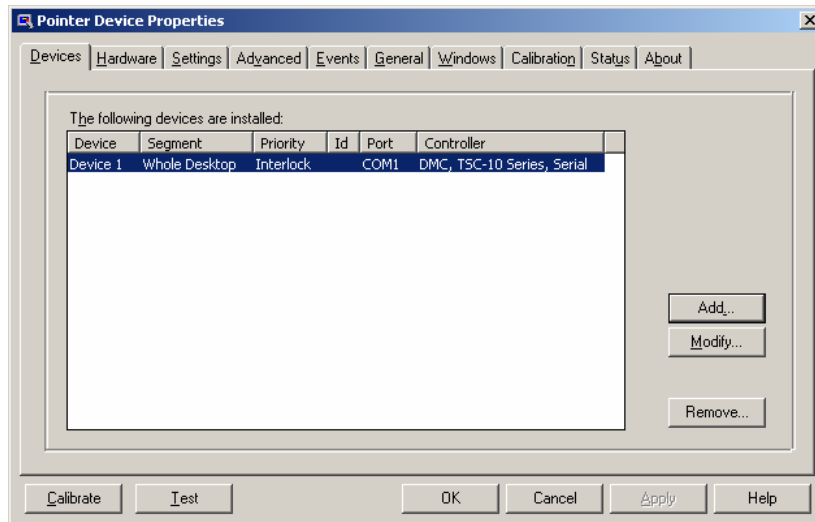 Pointer Device Properties
Devices Hardware Settings Advanced Events General Windows Calibration Status About
The following devices are installed:
Device Segment Priority Id Port Controller
Device 1 Whole Desktop Interlock COM1 DMC, TSC-10 Series, Serial
Add...
Modify...
Remove...
Calibrate Test OK Cancel Apply Help